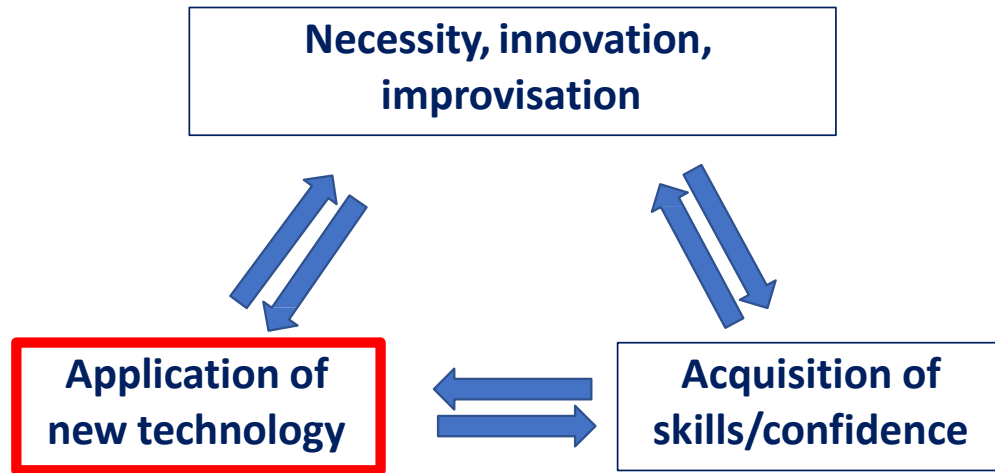 Necessity, innovation,
improvisation
Application of
new technology
Acquisition of
skills/confidence